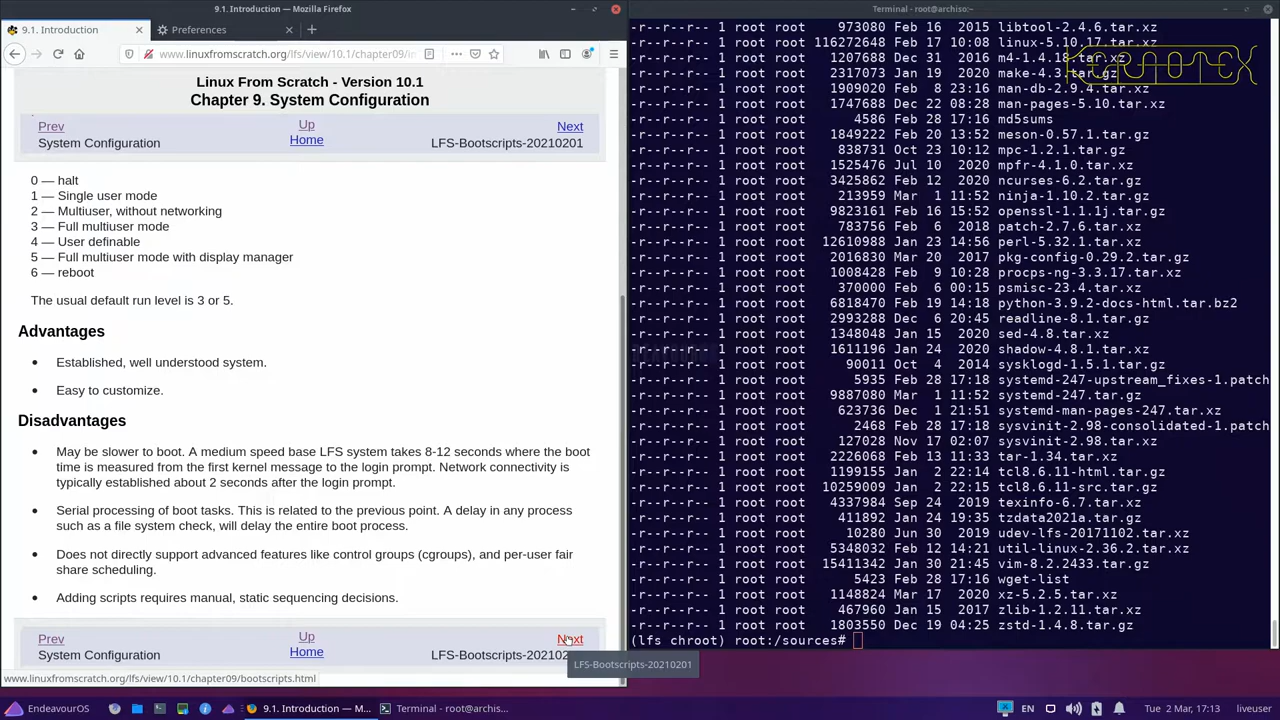 9.1. Introduction — Mozilla Firefox
9.1. Introduction
Preferences
www.linuxfromscratch.org/lfs/view/10.1/chapter09/in
Linux From Scratch - Version 10.1
Chapter 9. System Configuration
Prev
Up
Next
System Configuration
Home
LFS-Bootscripts-20210201
0 — halt
1 — Single user mode
2 — Multiuser, without networking
3 — Full multiuser mode
4 — User definable
5 — Full multiuser mode with display manager
6 — reboot
The usual default run level is 3 or 5.
Advantages
• Established, well understood system.
• Easy to customize.
Disadvantages
• May be slower to boot. A medium speed base LFS system takes 8-12 seconds where the boot
time is measured from the first kernel message to the login prompt. Network connectivity is
typically established about 2 seconds after the login prompt.
• Serial processing of boot tasks. This is related to the previous point. A delay in any process
such as a file system check, will delay the entire boot process.
• Does not directly support advanced features like control groups (cgroups), and per-user fair
share scheduling.
• Adding scripts requires manual, static sequencing decisions.
Prev
Up
Next
System Configuration
Home
LFS-Bootscripts-202102
LFS-Bootscripts-20210201
www.linuxfromscratch.org/lfs/view/10.1/chapter09/bootscripts.html
Terminal - root@archiso:~
-r--r--r-- 1 root root 973080 Feb 16 2015 libtool-2.4.6.tar.xz
-r--r--r-- 1 root root 116272648 Feb 17 10:08 linux-5.10.17.tar.xz
-r--r--r-- 1 root root 1207688 Dec 31 2016 m4-1.4.18.tar.xz
-r--r--r-- 1 root root 2317073 Jan 19 2020 make-4.3.tar.gz
-r--r--r-- 1 root root 1909020 Feb 8 23:16 man-db-2.9.4.tar.xz
-r--r--r-- 1 root root 1747688 Dec 22 08:28 man-pages-5.10.tar.xz
-r--r--r-- 1 root root 4586 Feb 28 17:16 md5sums
-r--r--r-- 1 root root 1849222 Feb 20 13:52 meson-0.57.1.tar.gz
-r--r--r-- 1 root root 838731 Oct 23 10:12 mpc-1.2.1.tar.gz
-r--r--r-- 1 root root 1525476 Jul 10 2020 mpfr-4.1.0.tar.xz
-r--r--r-- 1 root root 3425862 Feb 12 2020 ncurses-6.2.tar.gz
-r--r--r-- 1 root root 213959 Mar 1 11:52 ninja-1.10.2.tar.gz
-r--r--r-- 1 root root 9823161 Feb 16 15:52 openssl-1.1.1j.tar.gz
-r--r--r-- 1 root root 783756 Feb 6 2018 patch-2.7.6.tar.xz
-r--r--r-- 1 root root 12610988 Jan 23 14:56 perl-5.32.1.tar.xz
-r--r--r-- 1 root root 2016830 Mar 20 2017 pkg-config-0.29.2.tar.gz
-r--r--r-- 1 root root 1008428 Feb 9 10:28 procps-ng-3.3.17.tar.xz
-r--r--r-- 1 root root 370000 Feb 6 00:15 psmisc-23.4.tar.xz
-r--r--r-- 1 root root 6818470 Feb 19 14:18 python-3.9.2-docs-html.tar.bz2
-r--r--r-- 1 root root 2993288 Dec 6 20:45 readline-8.1.tar.gz
-r--r--r-- 1 root root 1348048 Jan 15 2020 sed-4.8.tar.xz
-r--r--r-- 1 root root 1611196 Jan 24 2020 shadow-4.8.1.tar.xz
-r--r--r-- 1 root root 90011 Oct 4 2014 sysklogd-1.5.1.tar.gz
-r--r--r-- 1 root root 5935 Feb 28 17:18 systemd-247-upstream_fixes-1.patch
-r--r--r-- 1 root root 9887080 Mar 1 11:52 systemd-247.tar.gz
-r--r--r-- 1 root root 623736 Dec 1 21:51 systemd-man-pages-247.tar.xz
-r--r--r-- 1 root root 2468 Feb 28 17:18 sysvinit-2.98-consolidated-1.patch
-r--r--r-- 1 root root 127028 Nov 17 02:07 sysvinit-2.98.tar.xz
-r--r--r-- 1 root root 2226068 Feb 13 11:33 tar-1.34.tar.xz
-r--r--r-- 1 root root 1199155 Jan 2 22:14 tcl8.6.11-html.tar.gz
-r--r--r-- 1 root root 10259009 Jan 2 22:15 tcl8.6.11-src.tar.gz
-r--r--r-- 1 root root 4337984 Sep 24 2019 texinfo-6.7.tar.xz
-r--r--r-- 1 root root 411892 Jan 24 19:35 tzdata2021a.tar.gz
-r--r--r-- 1 root root 10280 Jun 30 2019 udev-lfs-20171102.tar.xz
-r--r--r-- 1 root root 5348032 Feb 12 14:21 util-linux-2.36.2.tar.xz
-r--r--r-- 1 root root 15411342 Jan 30 21:45 vim-8.2.2433.tar.gz
-r--r--r-- 1 root root 5423 Feb 28 17:16 wget-list
-r--r--r-- 1 root root 1148824 Mar 17 2020 xz-5.2.5.tar.xz
-r--r--r-- 1 root root 467960 Jan 15 2017 zlib-1.2.11.tar.xz
-r--r--r-- 1 root root 1803550 Dec 19 04:25 zstd-1.4.8.tar.gz
(lfs chroot) root:/sources#
EndeavourOS
9.1. Introduction — M...
Terminal - root@archis...
EN
Tue 2 Mar, 17:13
liveuser